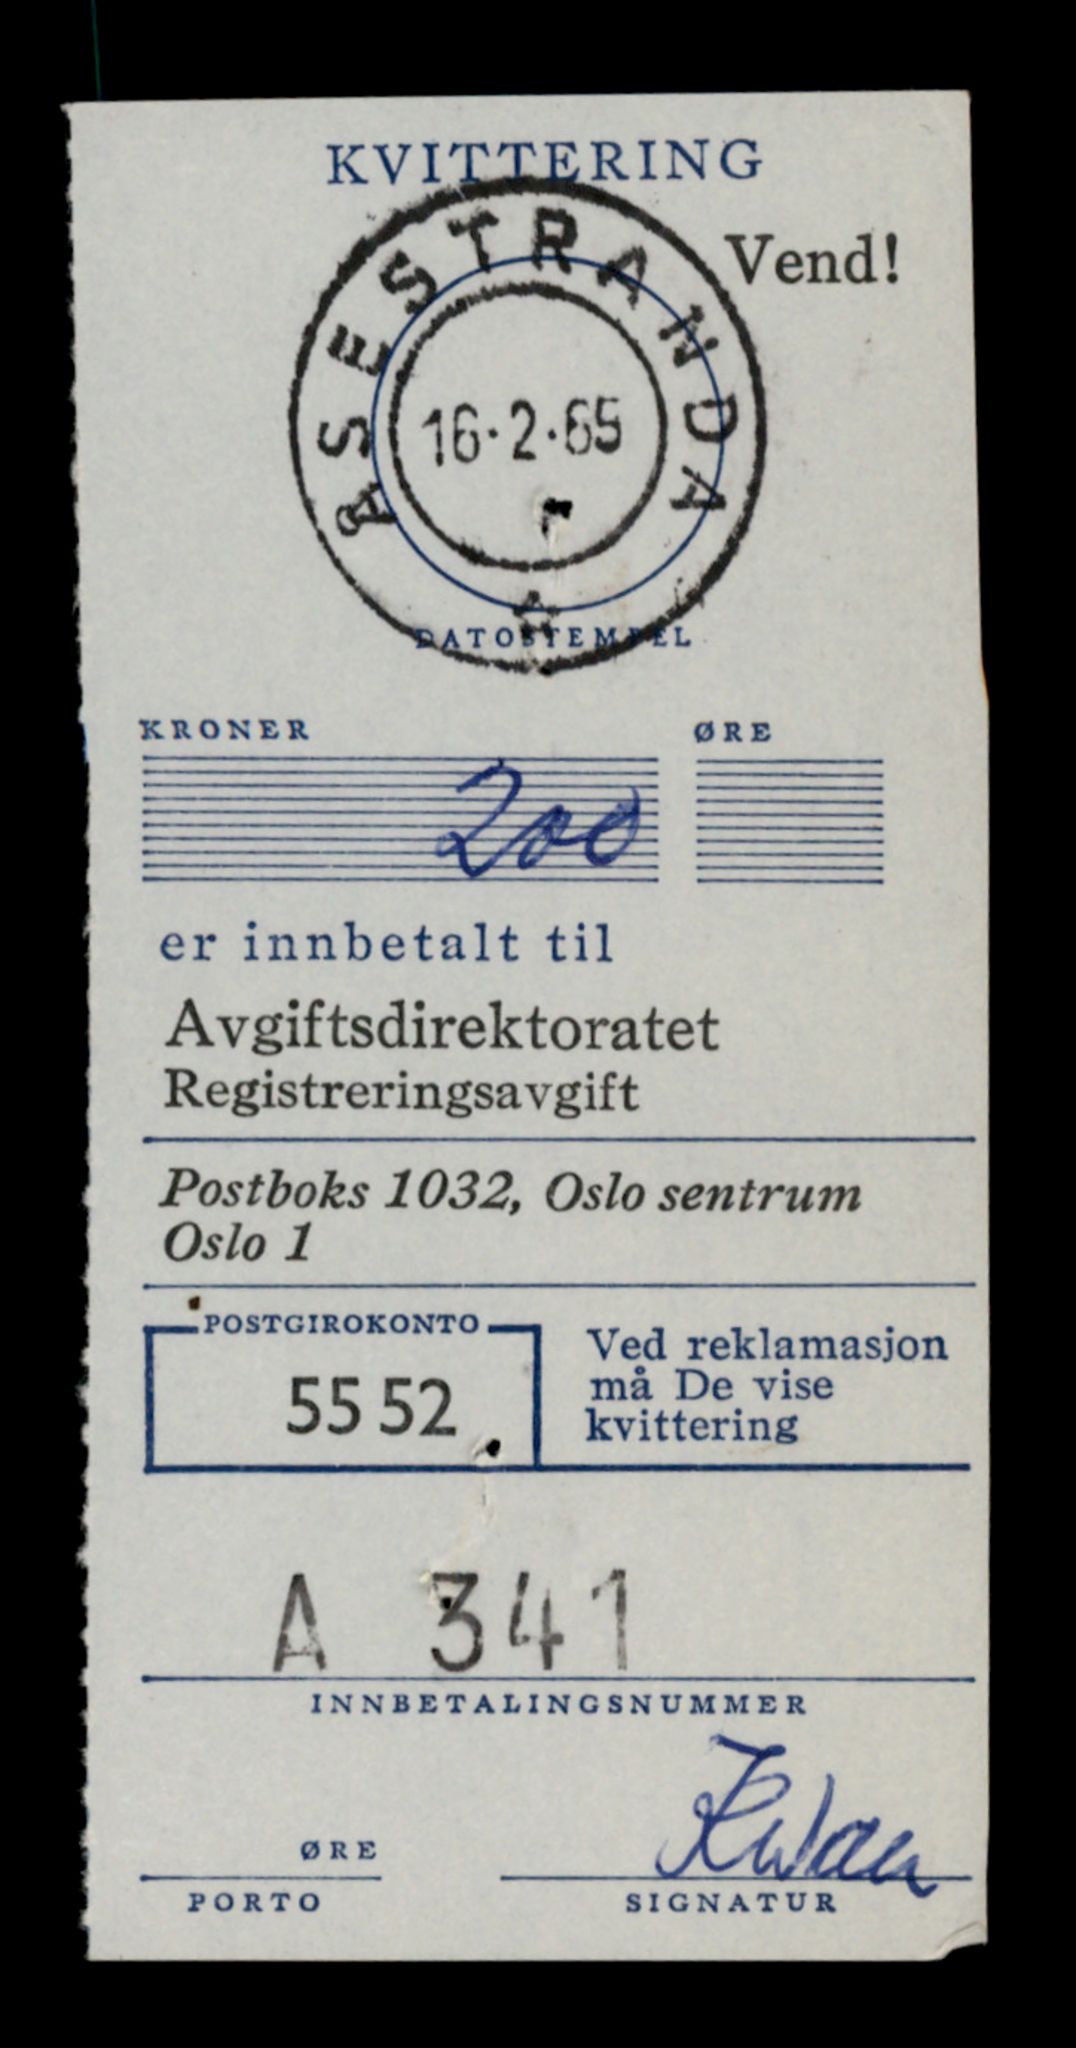 KVITTERING
Vend!
ÅSESTRANDA
16.2.65
DATOSTEMPEL
KRONER ØRE
200
er innbetalt til
Avgiftsdirektoratet
Registreringsavgift
Postboks 1032, Oslo sentrum
Oslo 1
POSTGIROKONTO
55 52
Ved reklamasjon
må De vise
kvittering
A 341
INNBETALINGSNUMMER
ØRE
PORTO
SIGNATUR